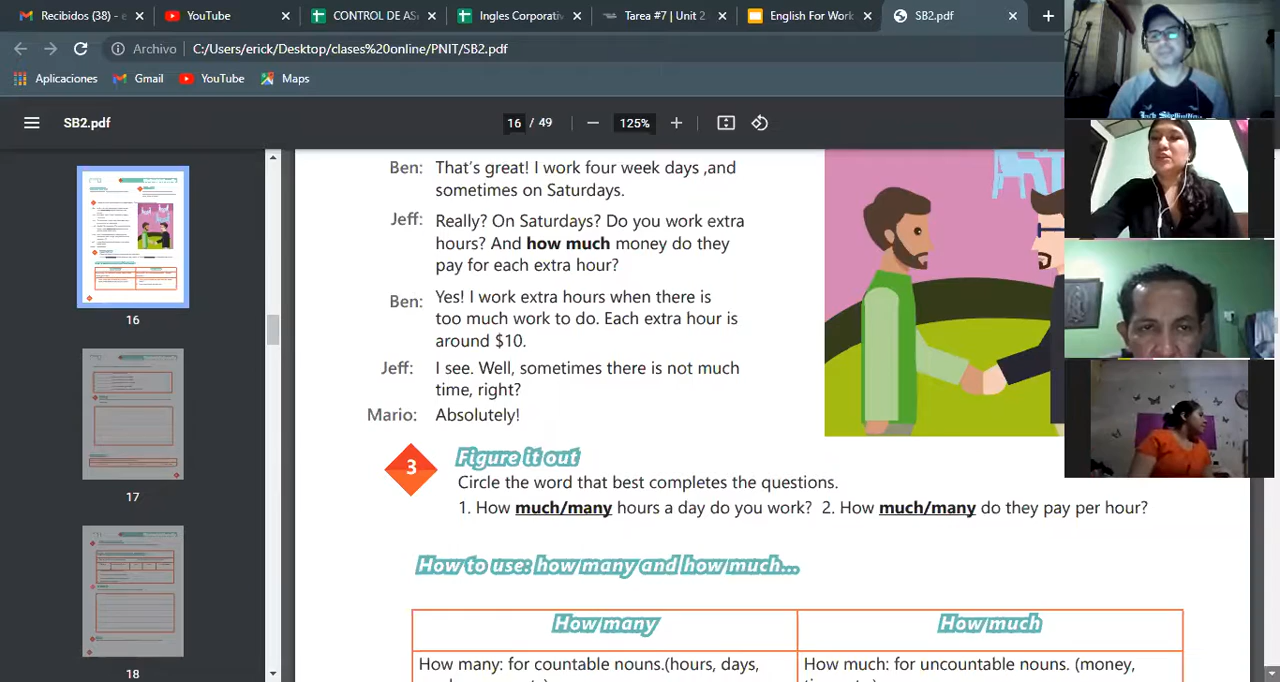 Recibidos (38) - e
YouTube
CONTROL DE AS
Ingles Corporativ
Tarea #7 | Unit 2
English For Work
SB2.pdf
Archivo
C:/Users/erick/Desktop/clases%20online/PNIT/SB2.pdf
Aplicaciones
Gmail
YouTube
Maps
SB2.pdf
16 / 49
125%
16
17
18
Ben: That's great! I work four week days ,and
sometimes on Saturdays.
Jeff: Really? On Saturdays? Do you work extra
hours? And how much money do they
pay for each extra hour?
Ben: Yes! I work extra hours when there is
too much work to do. Each extra hour is
around $10.
Jeff: I see. Well, sometimes there is not much
time, right?
Mario: Absolutely!
3
Figure it out
Circle the word that best completes the questions.
1. How much/many hours a day do you work? 2. How much/many do they pay per hour?
How to use: how many and how much...
How many
How much
How many: for countable nouns.(hours, days,
How much: for uncountable nouns. (money,